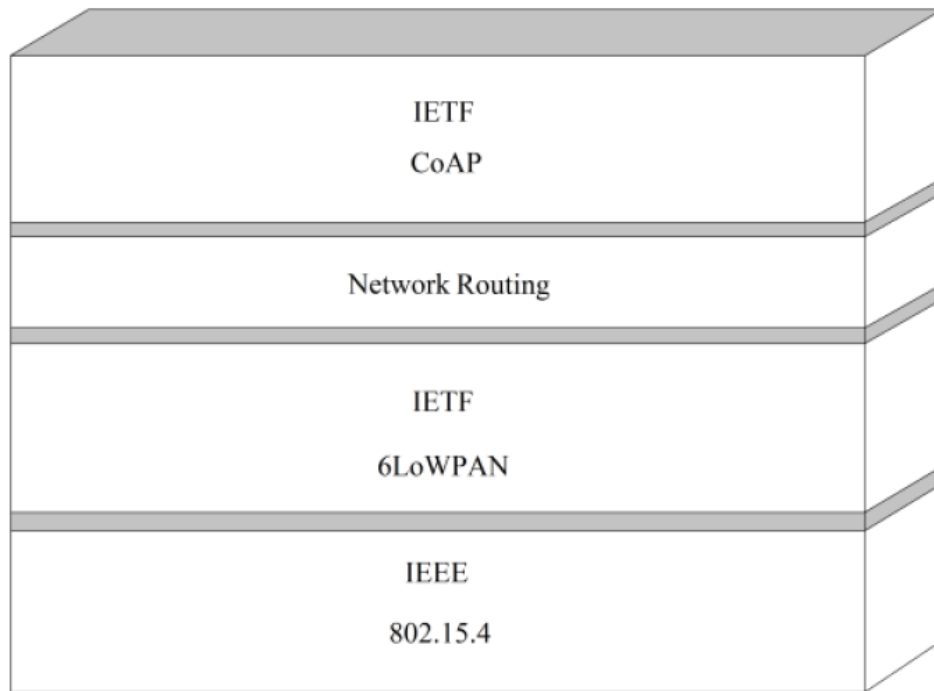 IETF
CoAP
Network Routing
IETF
6LoWPAN
IEEE
802.15.4